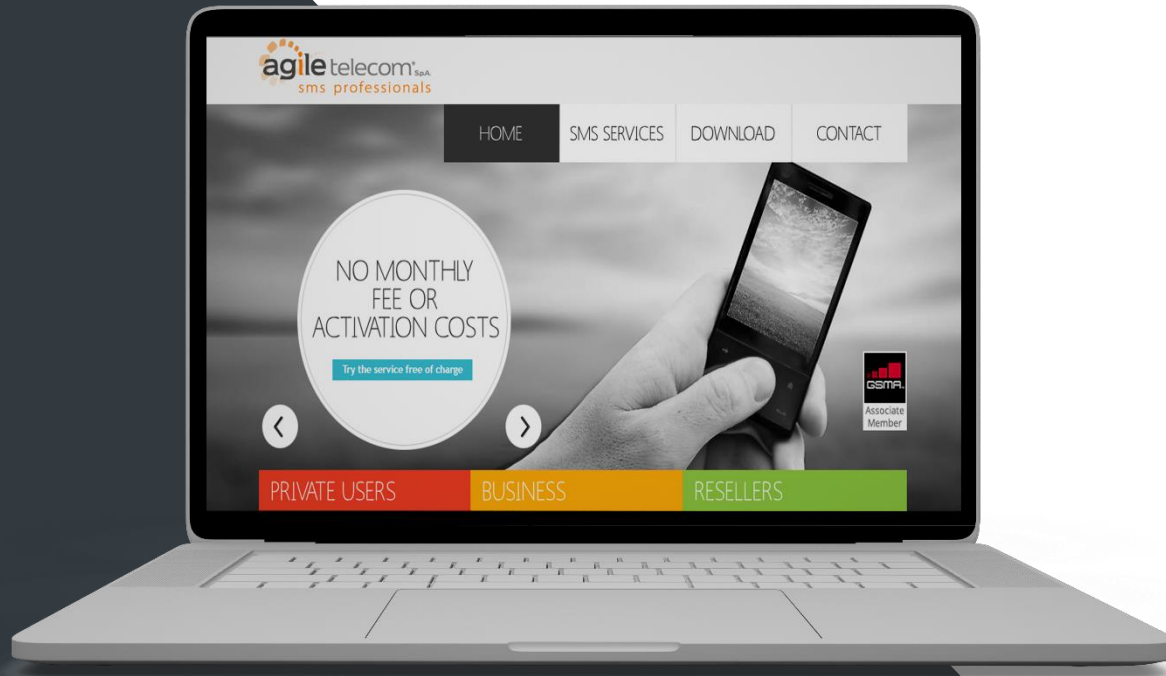 agile telecom SpA
sms professionals
HOME
SMS SERVICES
DOWNLOAD
CONTACT
NO MONTHLY
FEE OR
ACTIVATION COSTS
Try the service free of charge
GSMA
Associate
Member
PRIVATE USERS
BUSINESS
RESELLERS